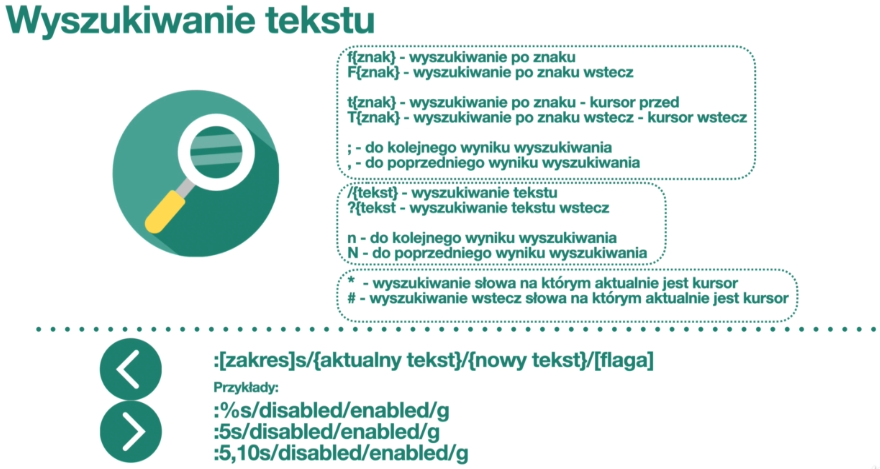 Wyszukiwanie tekstu
f{znak} - wyszukiwanie po znaku
F{znak} - wyszukiwanie po znaku wstecz
t{znak} - wyszukiwanie po znaku - kursor przed
T{znak} - wyszukiwanie po znaku wstecz - kursor wstecz
; - do kolejnego wyniku wyszukiwania
, - do poprzedniego wyniku wyszukiwania
/{tekst} - wyszukiwanie tekstu
?{tekst - wyszukiwanie tekstu wstecz
n - do kolejnego wyniku wyszukiwania
N - do poprzedniego wyniku wyszukiwania
* - wyszukiwanie słowa na którym aktualnie jest kursor
# - wyszukiwanie wstecz słowa na którym aktualnie jest kursor
:[zakres]s/{aktualny tekst}/{nowy tekst}/[flaga]
Przykłady:
:%s/disabled/enabled/g
:5s/disabled/enabled/g
:5,10s/disabled/enabled/g